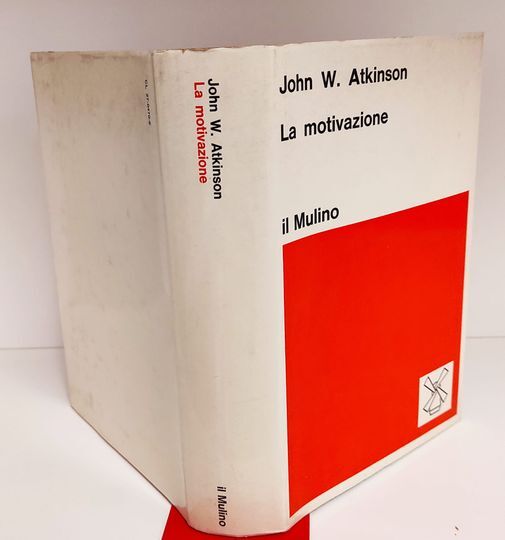 John W. Atkinson
La motivazione
il Mulino
John W. Atkinson
La motivazione
il Mulino